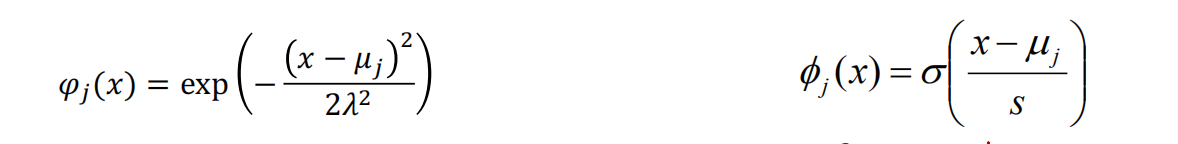 φⱼ(x) = exp(−(x − μⱼ)²/2λ²)
ϕⱼ(x) = σ(x − μⱼ/s)